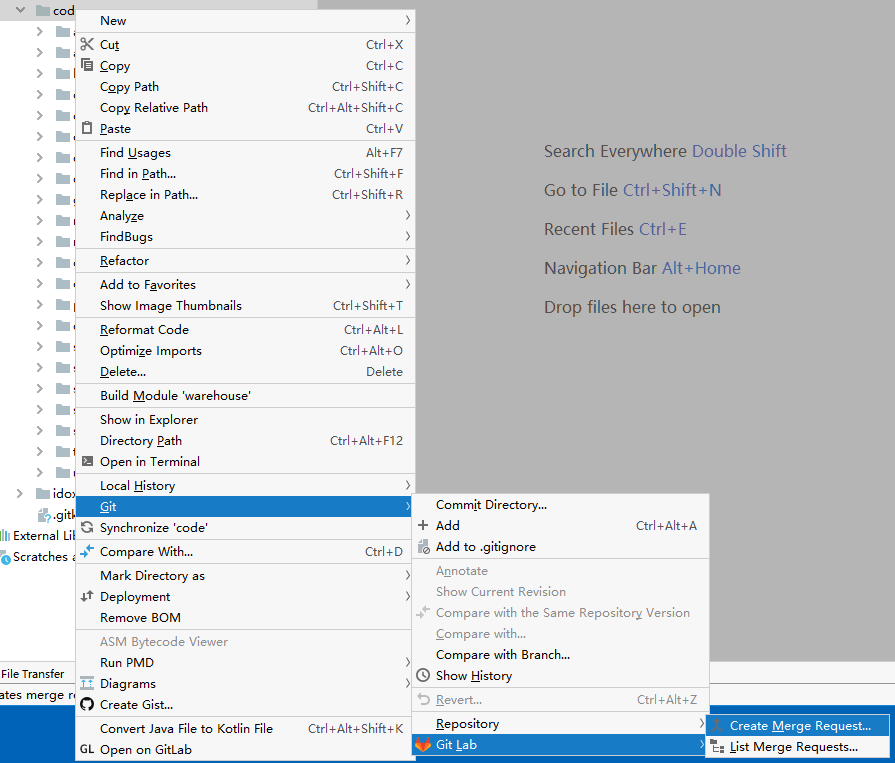 cod
New
Cut Ctrl+X
Copy Ctrl+C
Copy Path Ctrl+Shift+C
Copy Relative Path Ctrl+Alt+Shift+C
Paste Ctrl+V
Find Usages Alt+F7
Find in Path... Ctrl+Shift+F
Replace in Path... Ctrl+Shift+R
Analyze
FindBugs
Refactor
Add to Favorites
Show Image Thumbnails Ctrl+Shift+T
Reformat Code Ctrl+Alt+L
Optimize Imports Ctrl+Alt+O
Delete... Delete
Build Module 'warehouse'
Show in Explorer
Directory Path Ctrl+Alt+F12
Open in Terminal
Local History
Git
Synchronize 'code'
Compare With... Ctrl+D
Mark Directory as
Deployment
Remove BOM
ASM Bytecode Viewer
Run PMD
Diagrams
Create Gist...
Convert Java File to Kotlin File Ctrl+Alt+Shift+K
GL Open on GitLab
Search Everywhere Double Shift
Go to File Ctrl+Shift+N
Recent Files Ctrl+E
Navigation Bar Alt+Home
Drop files here to open
idox
.gitk
External Lib
Scratches a
File Transfer
ates merge re
Commit Directory...
Add Ctrl+Alt+A
Add to .gitignore
Annotate
Show Current Revision
Compare with the Same Repository Version
Compare with...
Compare with Branch...
Show History
Revert... Ctrl+Alt+Z
Repository
Git Lab
Create Merge Request...
List Merge Requests...